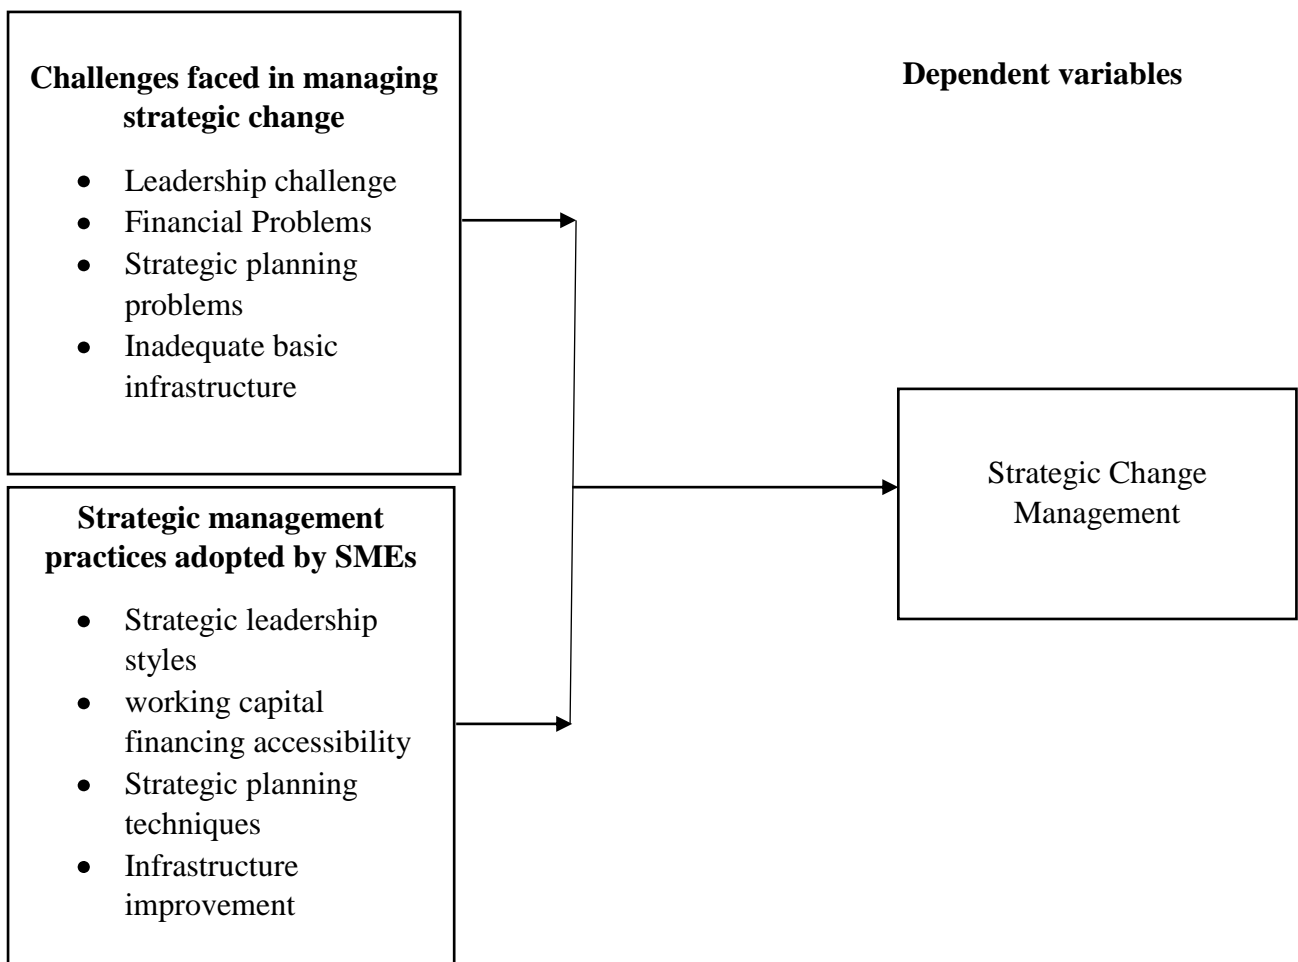 Challenges faced in managing
strategic change
• Leadership challenge
• Financial Problems
• Strategic planning
problems
• Inadequate basic
infrastructure
Dependent variables
Strategic management
practices adopted by SMEs
• Strategic leadership
styles
• working capital
financing accessibility
• Strategic planning
techniques
• Infrastructure
improvement
Strategic Change
Management